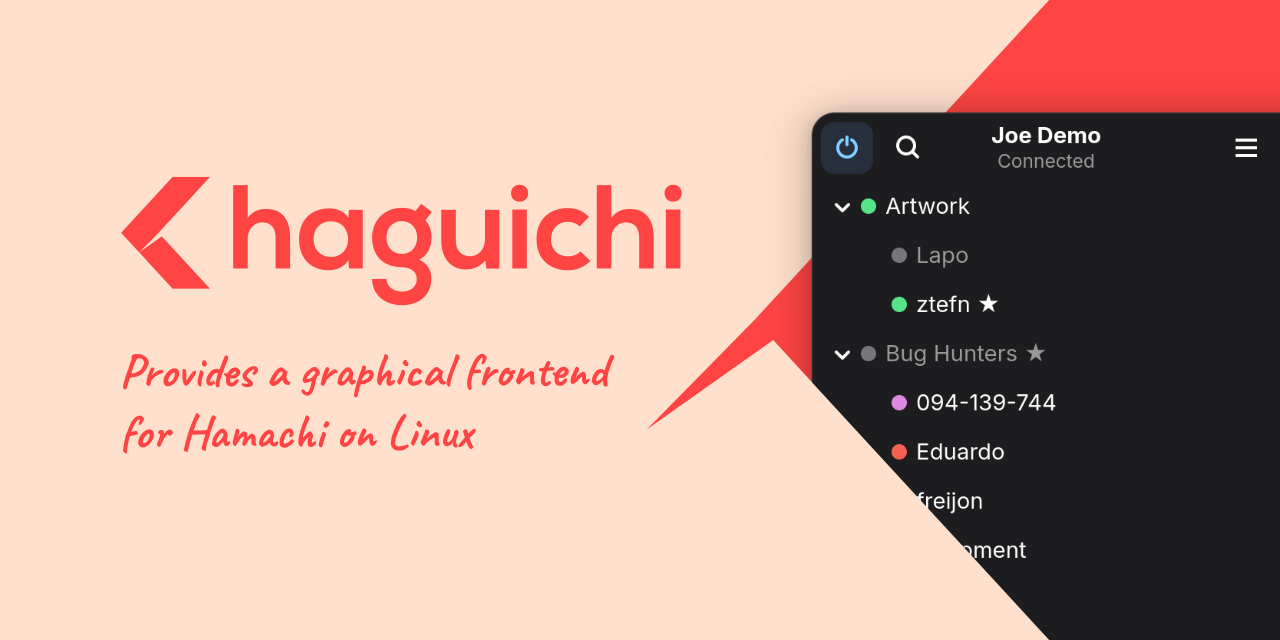 haguichi
Provides a graphical frontend
for Hamachi on Linux
Joe Demo
Connected
Artwork
Lapo
ztefn ★
Bug Hunters ★
094-139-744
Eduardo
freijon